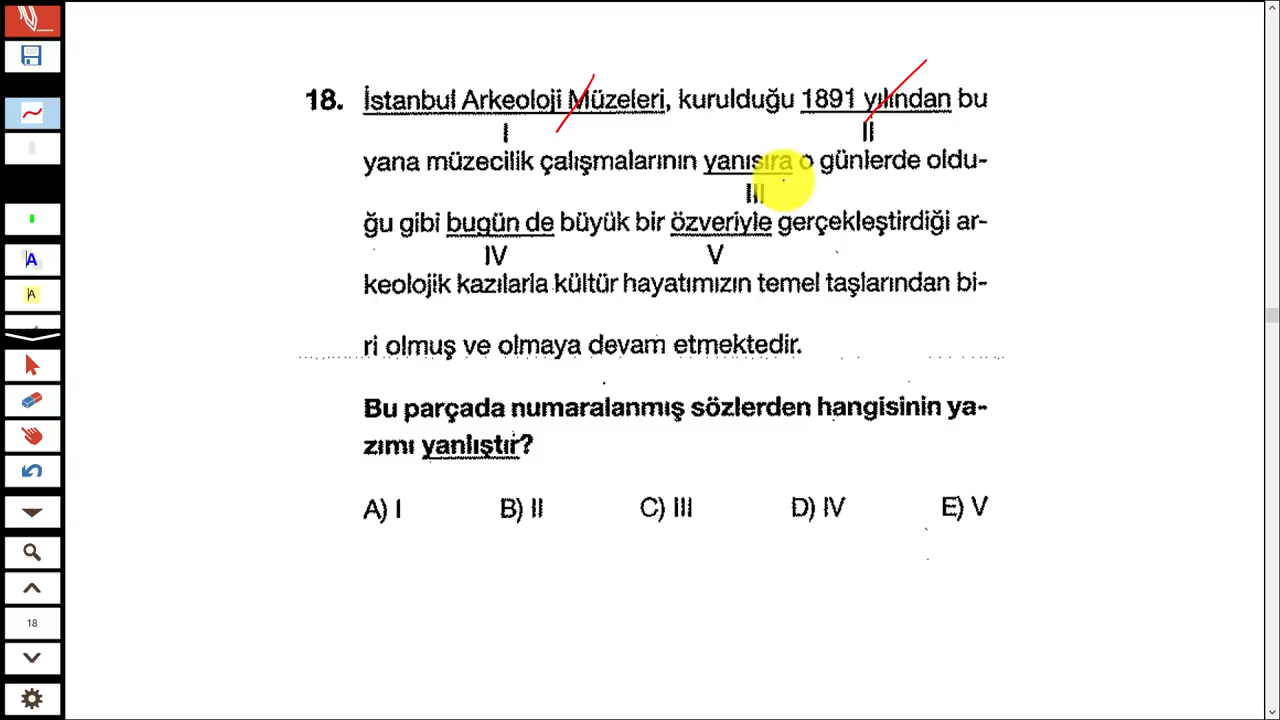 18. İstanbul Arkeoloji Müzeleri, kurulduğu 1891 yılından bu
I II
yana müzecilik çalışmalarının yanısıra o günlerde oldu-
III
ğu gibi bugün de büyük bir özveriyle gerçekleştirdiği ar-
IV V
keolojik kazılarla kültür hayatımızın temel taşlarından bi-
ri olmuş ve olmaya devam etmektedir.
Bu parçada numaralanmış sözlerden hangisinin ya-
zımı yanlıştır?
A) I B) II C) III D) IV E) V
A
A
18